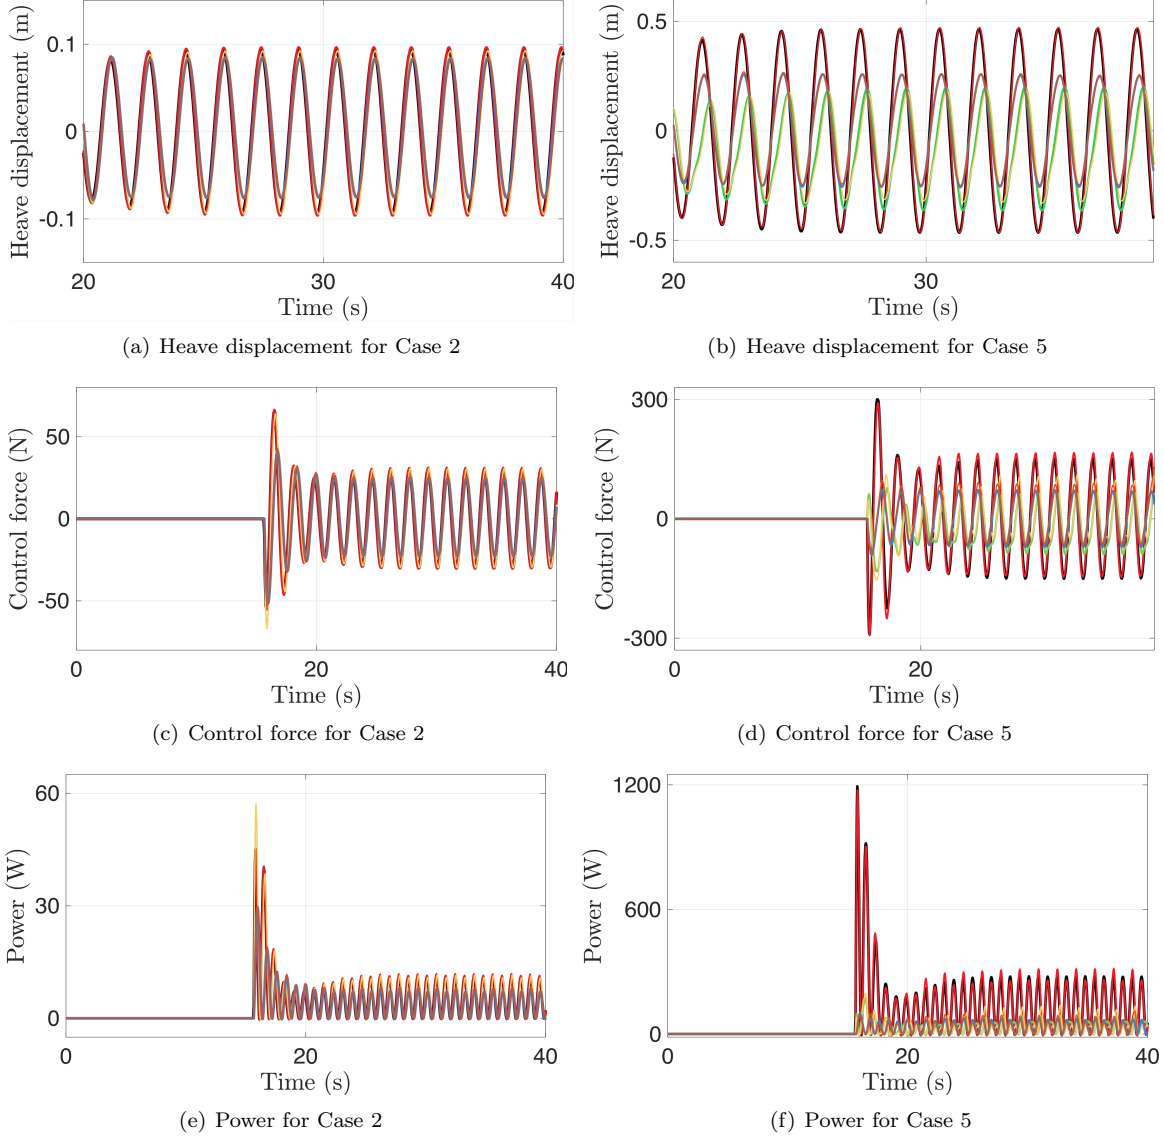 Heave displacement (m)
0.1
0
-0.1
20
30
40
Time (s)
(a) Heave displacement for Case 2
Heave displacement (m)
0.5
0
-0.5
20
30
Time (s)
(b) Heave displacement for Case 5
Control force (N)
50
0
-50
0
20
40
Time (s)
(c) Control force for Case 2
Control force (N)
300
0
-300
0
20
Time (s)
(d) Control force for Case 5
Power (W)
60
30
0
0
20
40
Time (s)
(e) Power for Case 2
Power (W)
1200
600
0
0
20
40
Time (s)
(f) Power for Case 5